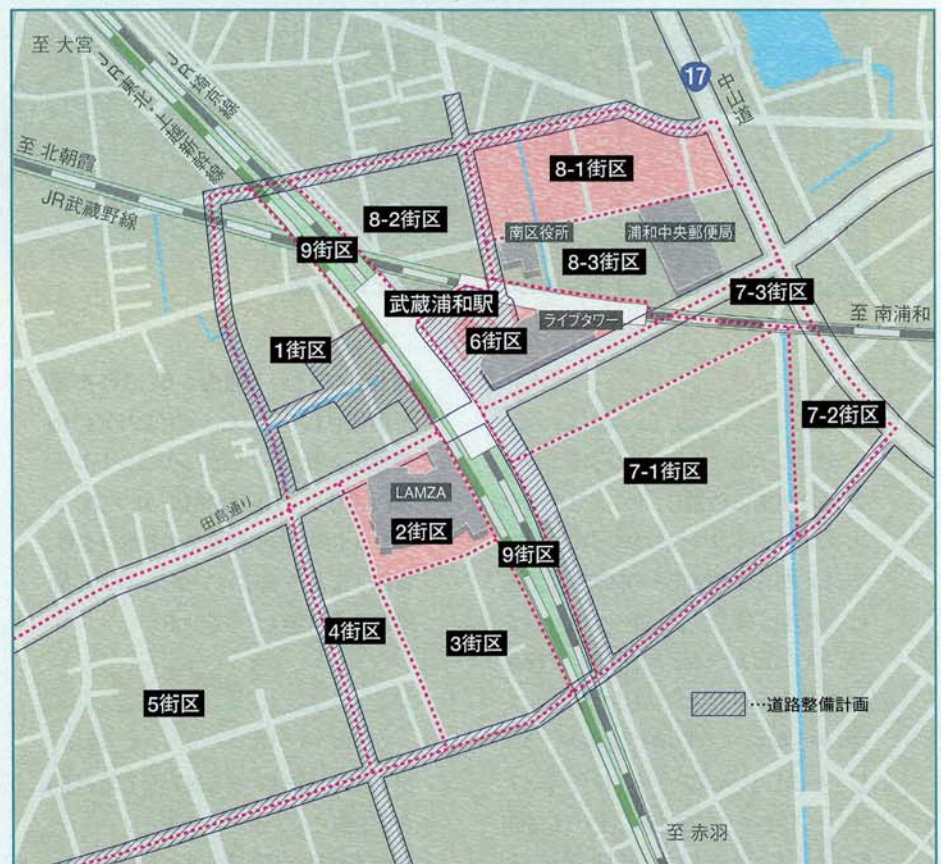 至 大宮
JR埼京線
JR東北・上越新幹線
17
中山道
至 北朝霞
JR武蔵野線
8-1街区
8-2街区
南区役所
浦和中央郵便局
9街区
8-3街区
武蔵浦和駅
7-3街区
ライブタワー
至 南浦和
6街区
1街区
7-2街区
7-1街区
LAMZA
田島通り
2街区
9街区
4街区
3街区
5街区
…道路整備計画
至 赤羽